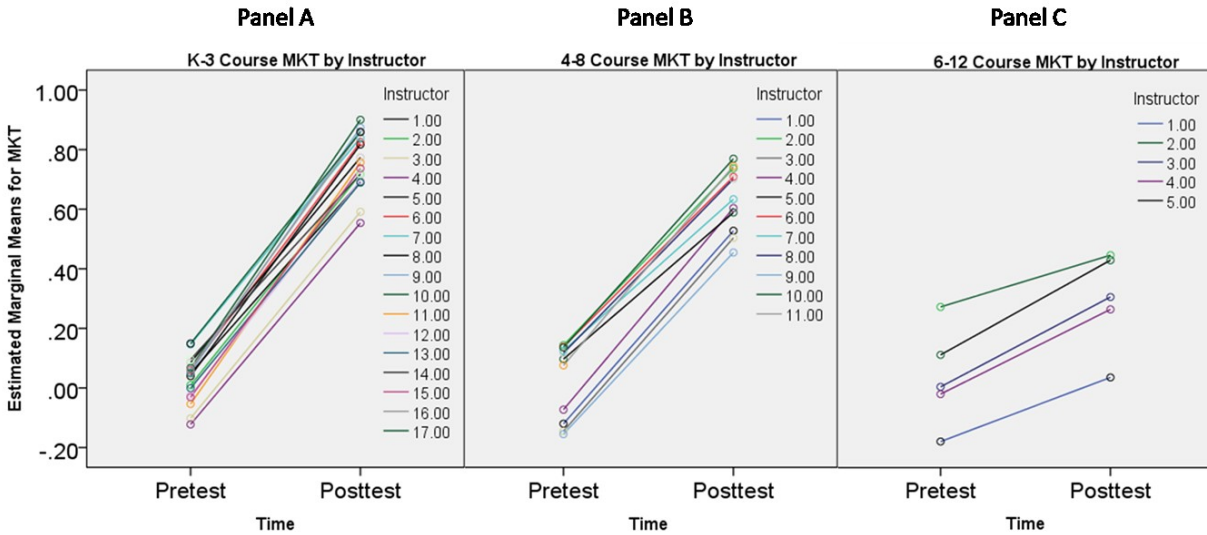 Panel A
Panel B
Panel C
K-3 Course MKT by Instructor
4-8 Course MKT by Instructor
6-12 Course MKT by Instructor
Estimated Marginal Means for MKT
1.00
.80
.60
.40
.20
.00
-.20
Instructor
1.00
2.00
3.00
4.00
5.00
6.00
7.00
8.00
9.00
10.00
11.00
12.00
13.00
14.00
15.00
16.00
17.00
Instructor
1.00
2.00
3.00
4.00
5.00
6.00
7.00
8.00
9.00
10.00
11.00
Instructor
1.00
2.00
3.00
4.00
5.00
Pretest
Posttest
Pretest
Posttest
Pretest
Posttest
Time
Time
Time